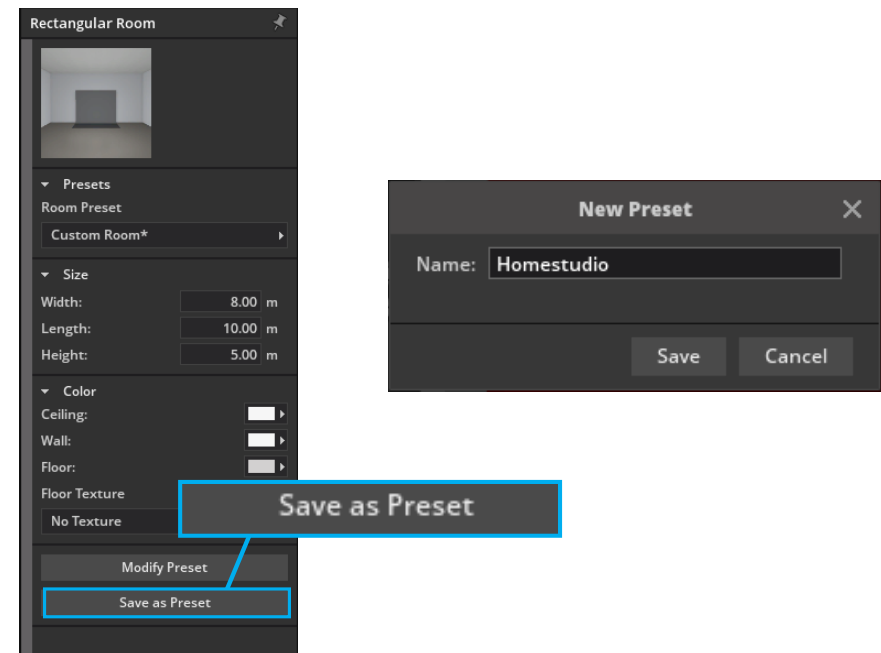 Rectangular Room
Presets
Room Preset
Custom Room*
Size
Width: 8.00 m
Length: 10.00 m
Height: 5.00 m
Color
Ceiling:
Wall:
Floor:
Floor Texture
No Texture
Save as Preset
Modify Preset
Save as Preset
New Preset
Name: Homestudio
Save Cancel